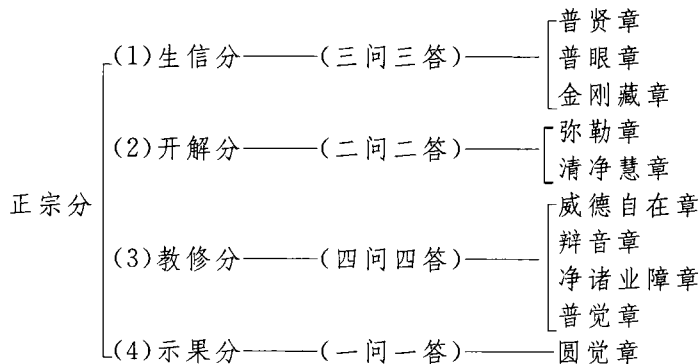 普贤章
(1)生信分——(三问三答)——普眼章
金刚藏章
弥勒章
(2)开解分——(二问二答)——
清净慧章
正宗分
威德自在章
辩音章
(3)教修分——(四问四答)——
净诸业障章
普觉章
(4)示果分——(一问一答)——圆觉章